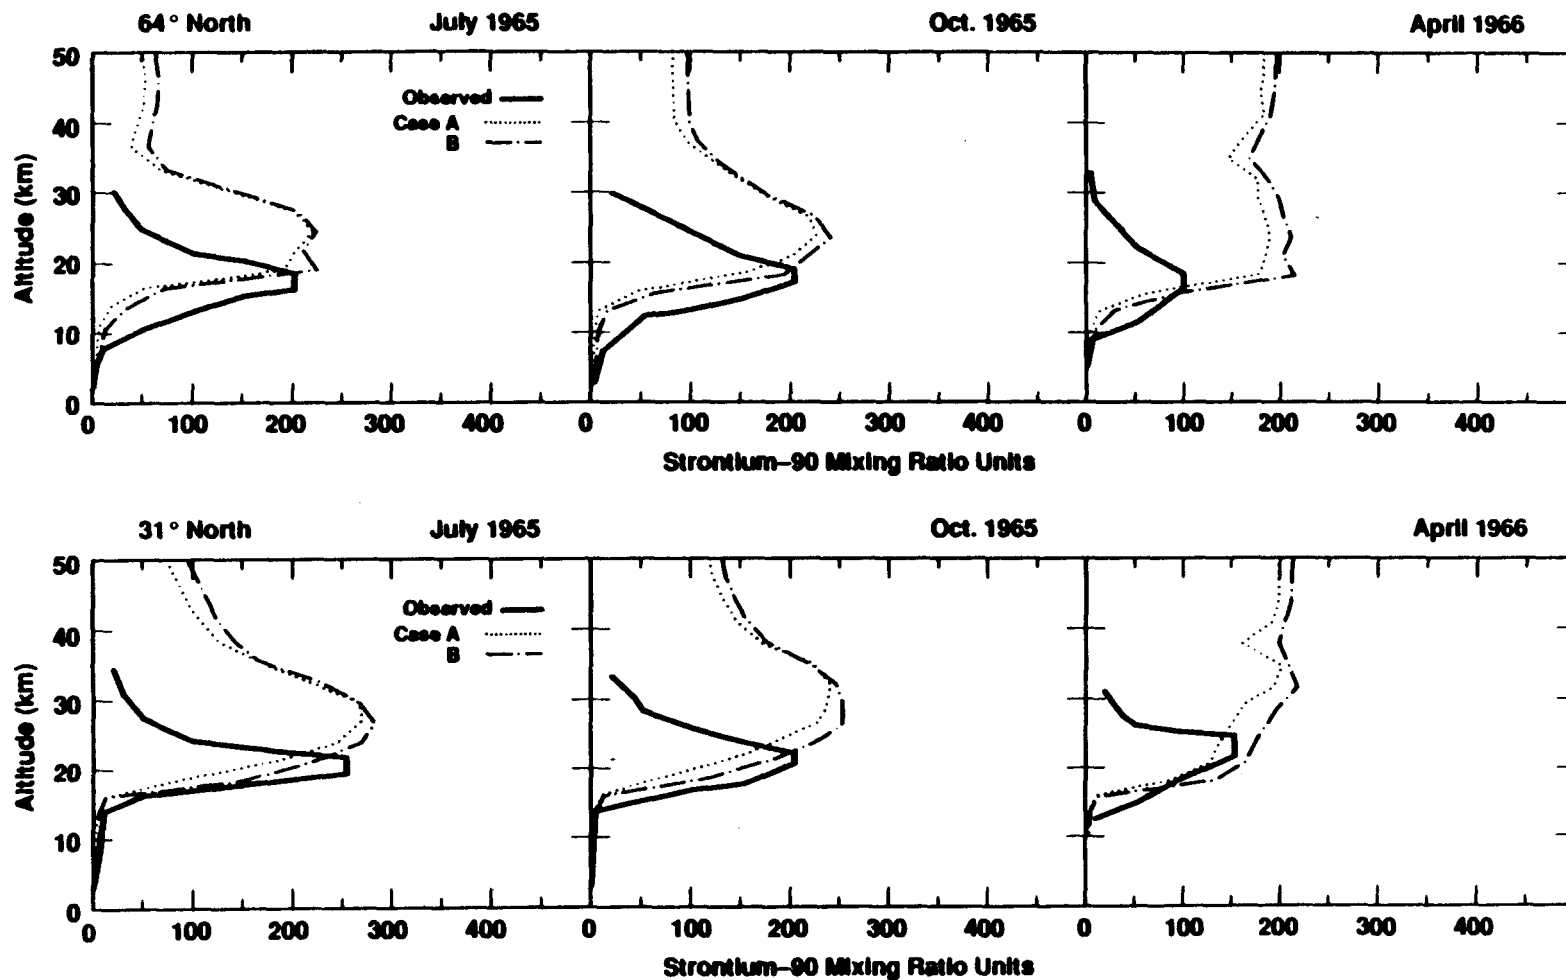 64° North July 1965 Oct. 1965 April 1966
50
40
30
20
10
0
Altitude (km)
Observed
Case A
B
0 100 200 300 400 0 100 200 300 400 0 100 200 300 400
Strontium-90 Mixing Ratio Units
31° North July 1965 Oct. 1965 April 1966
50
40
30
20
10
0
Altitude (km)
Observed
Case A
B
0 100 200 300 400 0 100 200 300 400 0 100 200 300 400
Strontium-90 Mixing Ratio Units